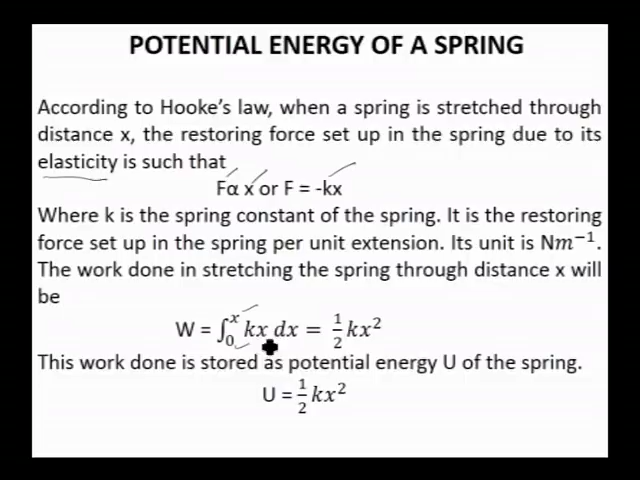 POTENTIAL ENERGY OF A SPRING
According to Hooke's law, when a spring is stretched through
distance x, the restoring force set up in the spring due to its
elasticity is such that
Fα x or F = -kx
Where k is the spring constant of the spring. It is the restoring
force set up in the spring per unit extension. Its unit is Nm⁻¹.
The work done in stretching the spring through distance x will
be
W = ∫₀ˣ kx dx = ½kx²
This work done is stored as potential energy U of the spring.
U = ½kx²